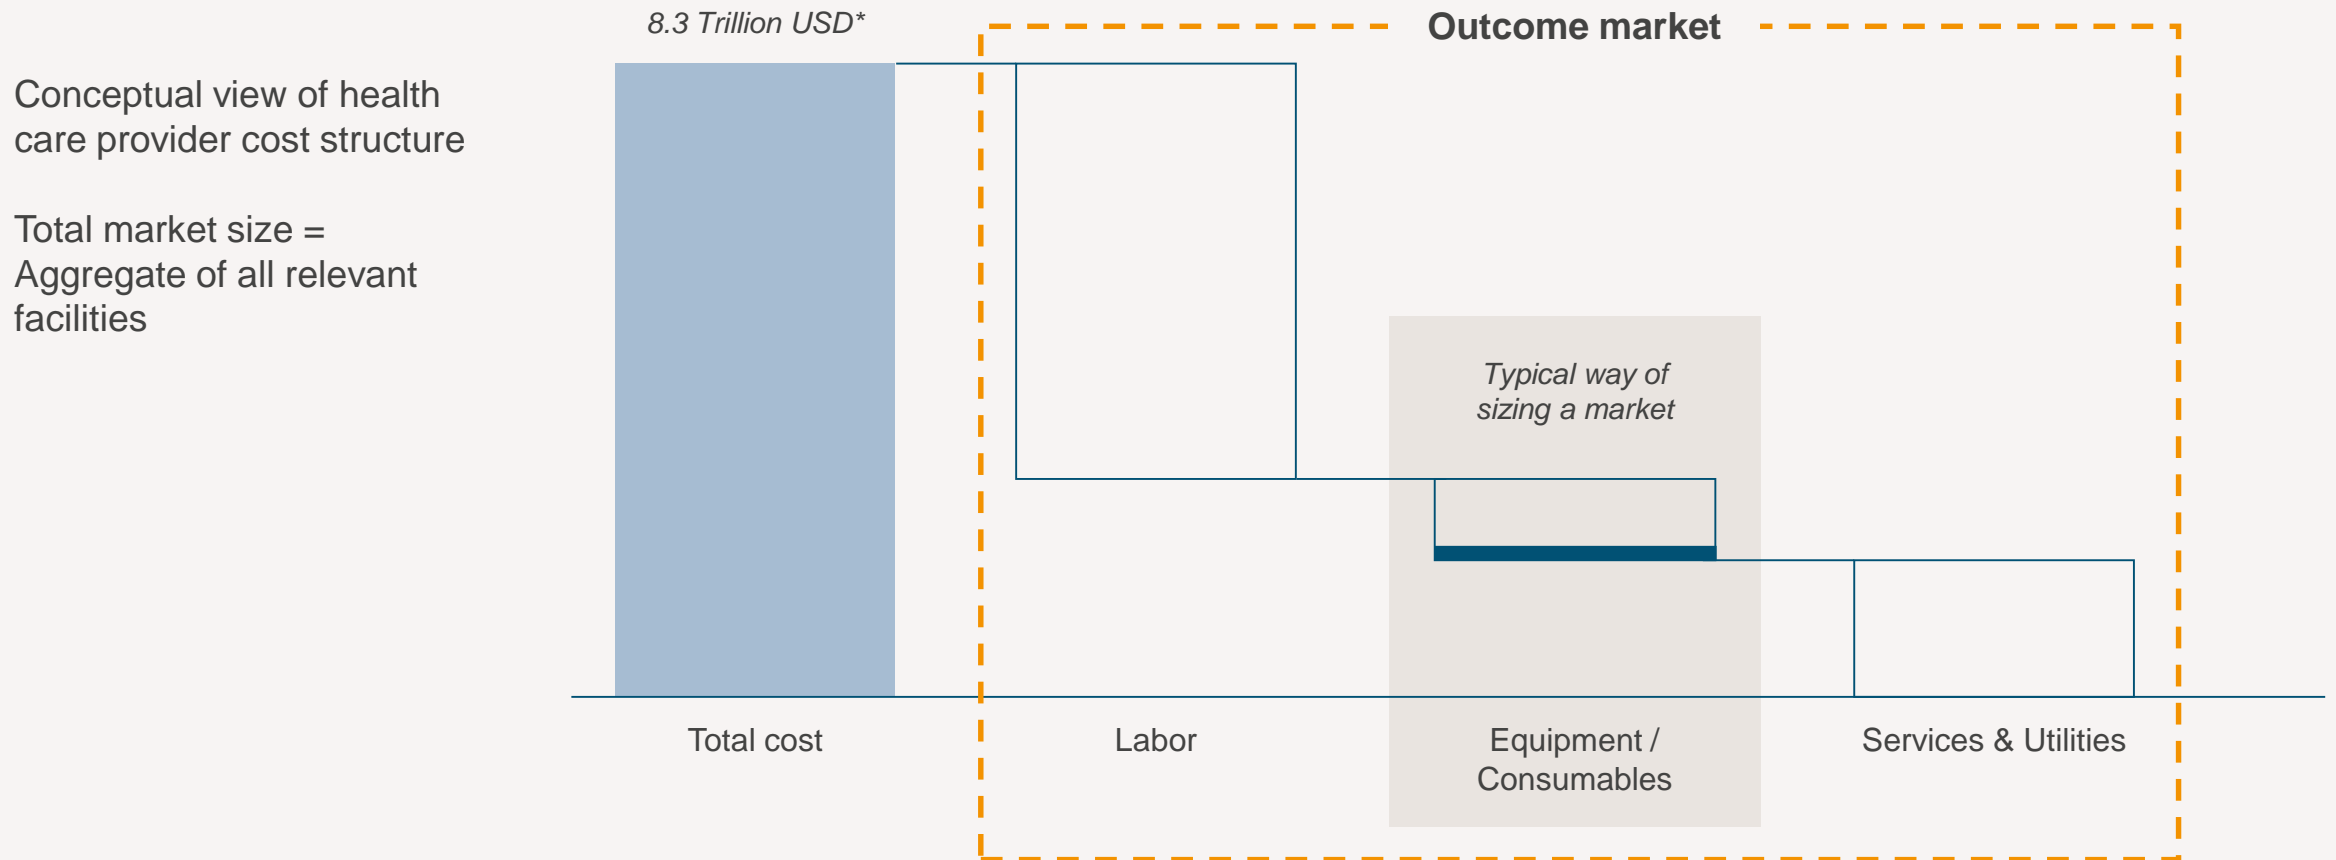 8.3 Trillion USD*
Outcome market
Conceptual view of health
care provider cost structure
Total market size =
Aggregate of all relevant
facilities
Typical way of
sizing a market
Total cost
Labor
Equipment /
Consumables
Services & Utilities